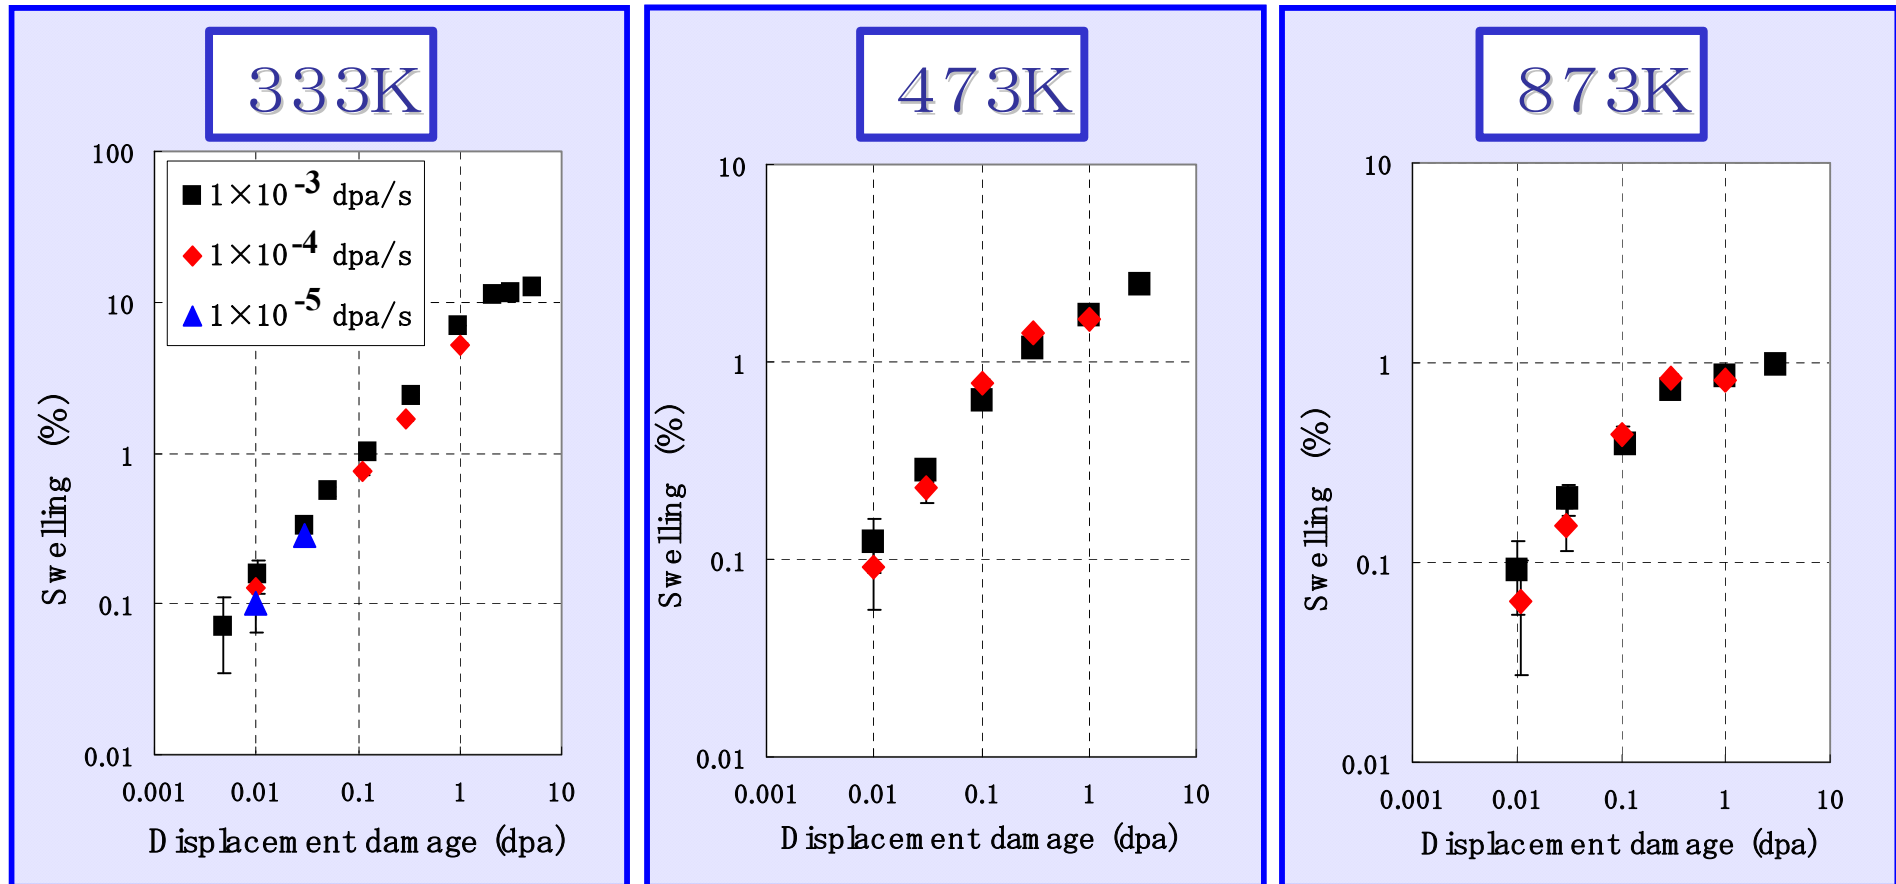 333K
100
10
1
0.1
0.01
1×10-3 dpa/s
1×10-4 dpa/s
1×10-5 dpa/s
Swelling (%)
0.001 0.01 0.1 1 10
Displacement damage (dpa)
473K
10
1
0.1
0.01
Swelling (%)
0.001 0.01 0.1 1 10
Displacement damage (dpa)
873K
10
1
0.1
0.01
Swelling (%)
0.001 0.01 0.1 1 10
Displacement damage (dpa)